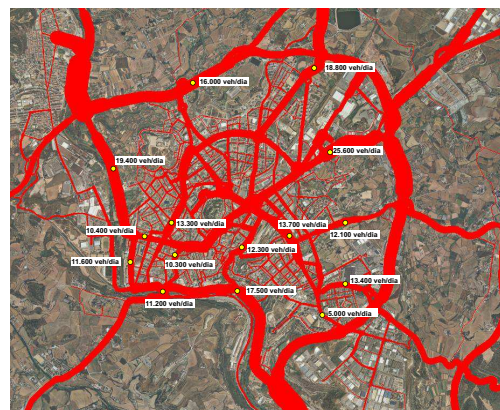 18.800 veh/dia
16.000 veh/dia
25.600 veh/dia
19.400 veh/dia
13.300 veh/dia
13.700 veh/dia
10.400 veh/dia
12.100 veh/dia
12.300 veh/dia
11.600 veh/dia
10.300 veh/dia
13.400 veh/dia
17.500 veh/dia
11.200 veh/dia
5.000 veh/dia